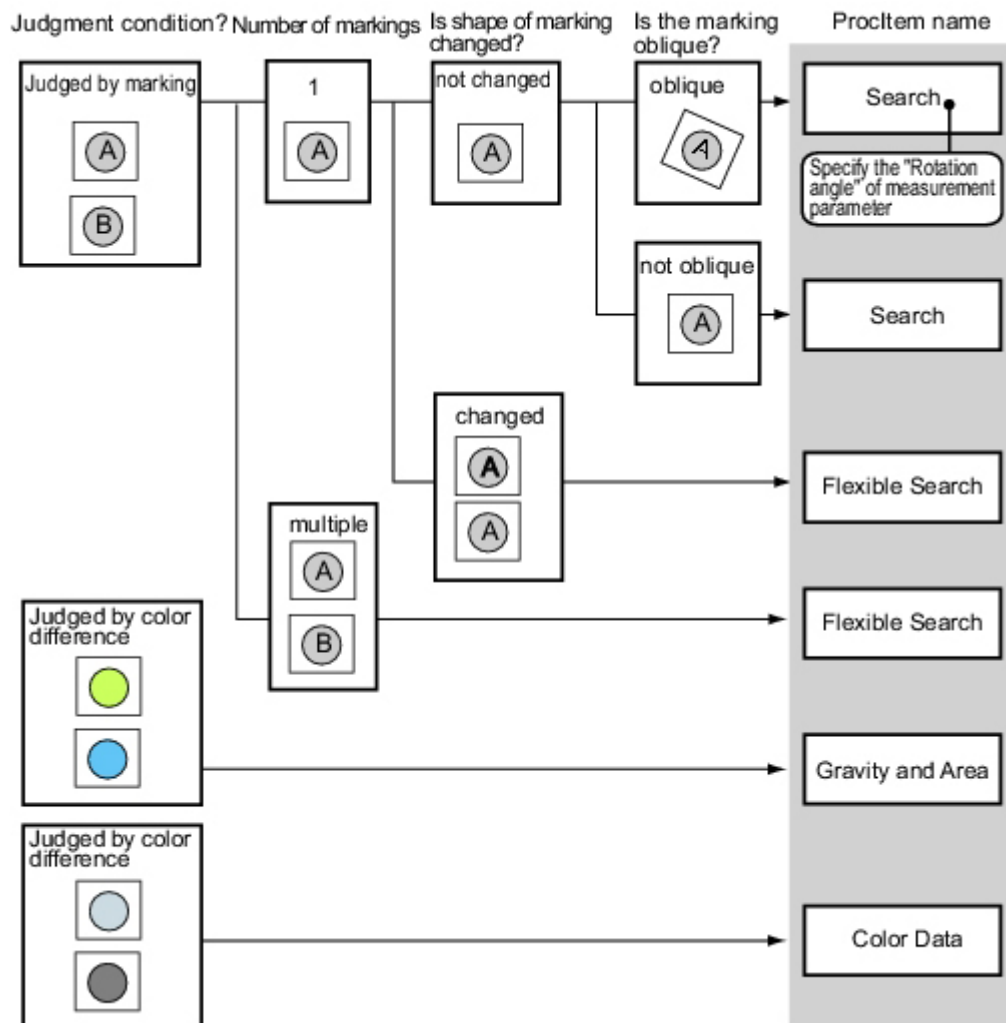 Judgment condition?
Number of markings
Is shape of marking
changed?
Is the marking
oblique?
ProcItem name
Judged by marking
A
B
1
A
not changed
A
oblique
A
Search
Specify the "Rotation
angle" of measurement
parameter
not oblique
A
Search
changed
A
A
Flexible Search
multiple
A
B
Flexible Search
Judged by color
difference
Gravity and Area
Judged by color
difference
Color Data